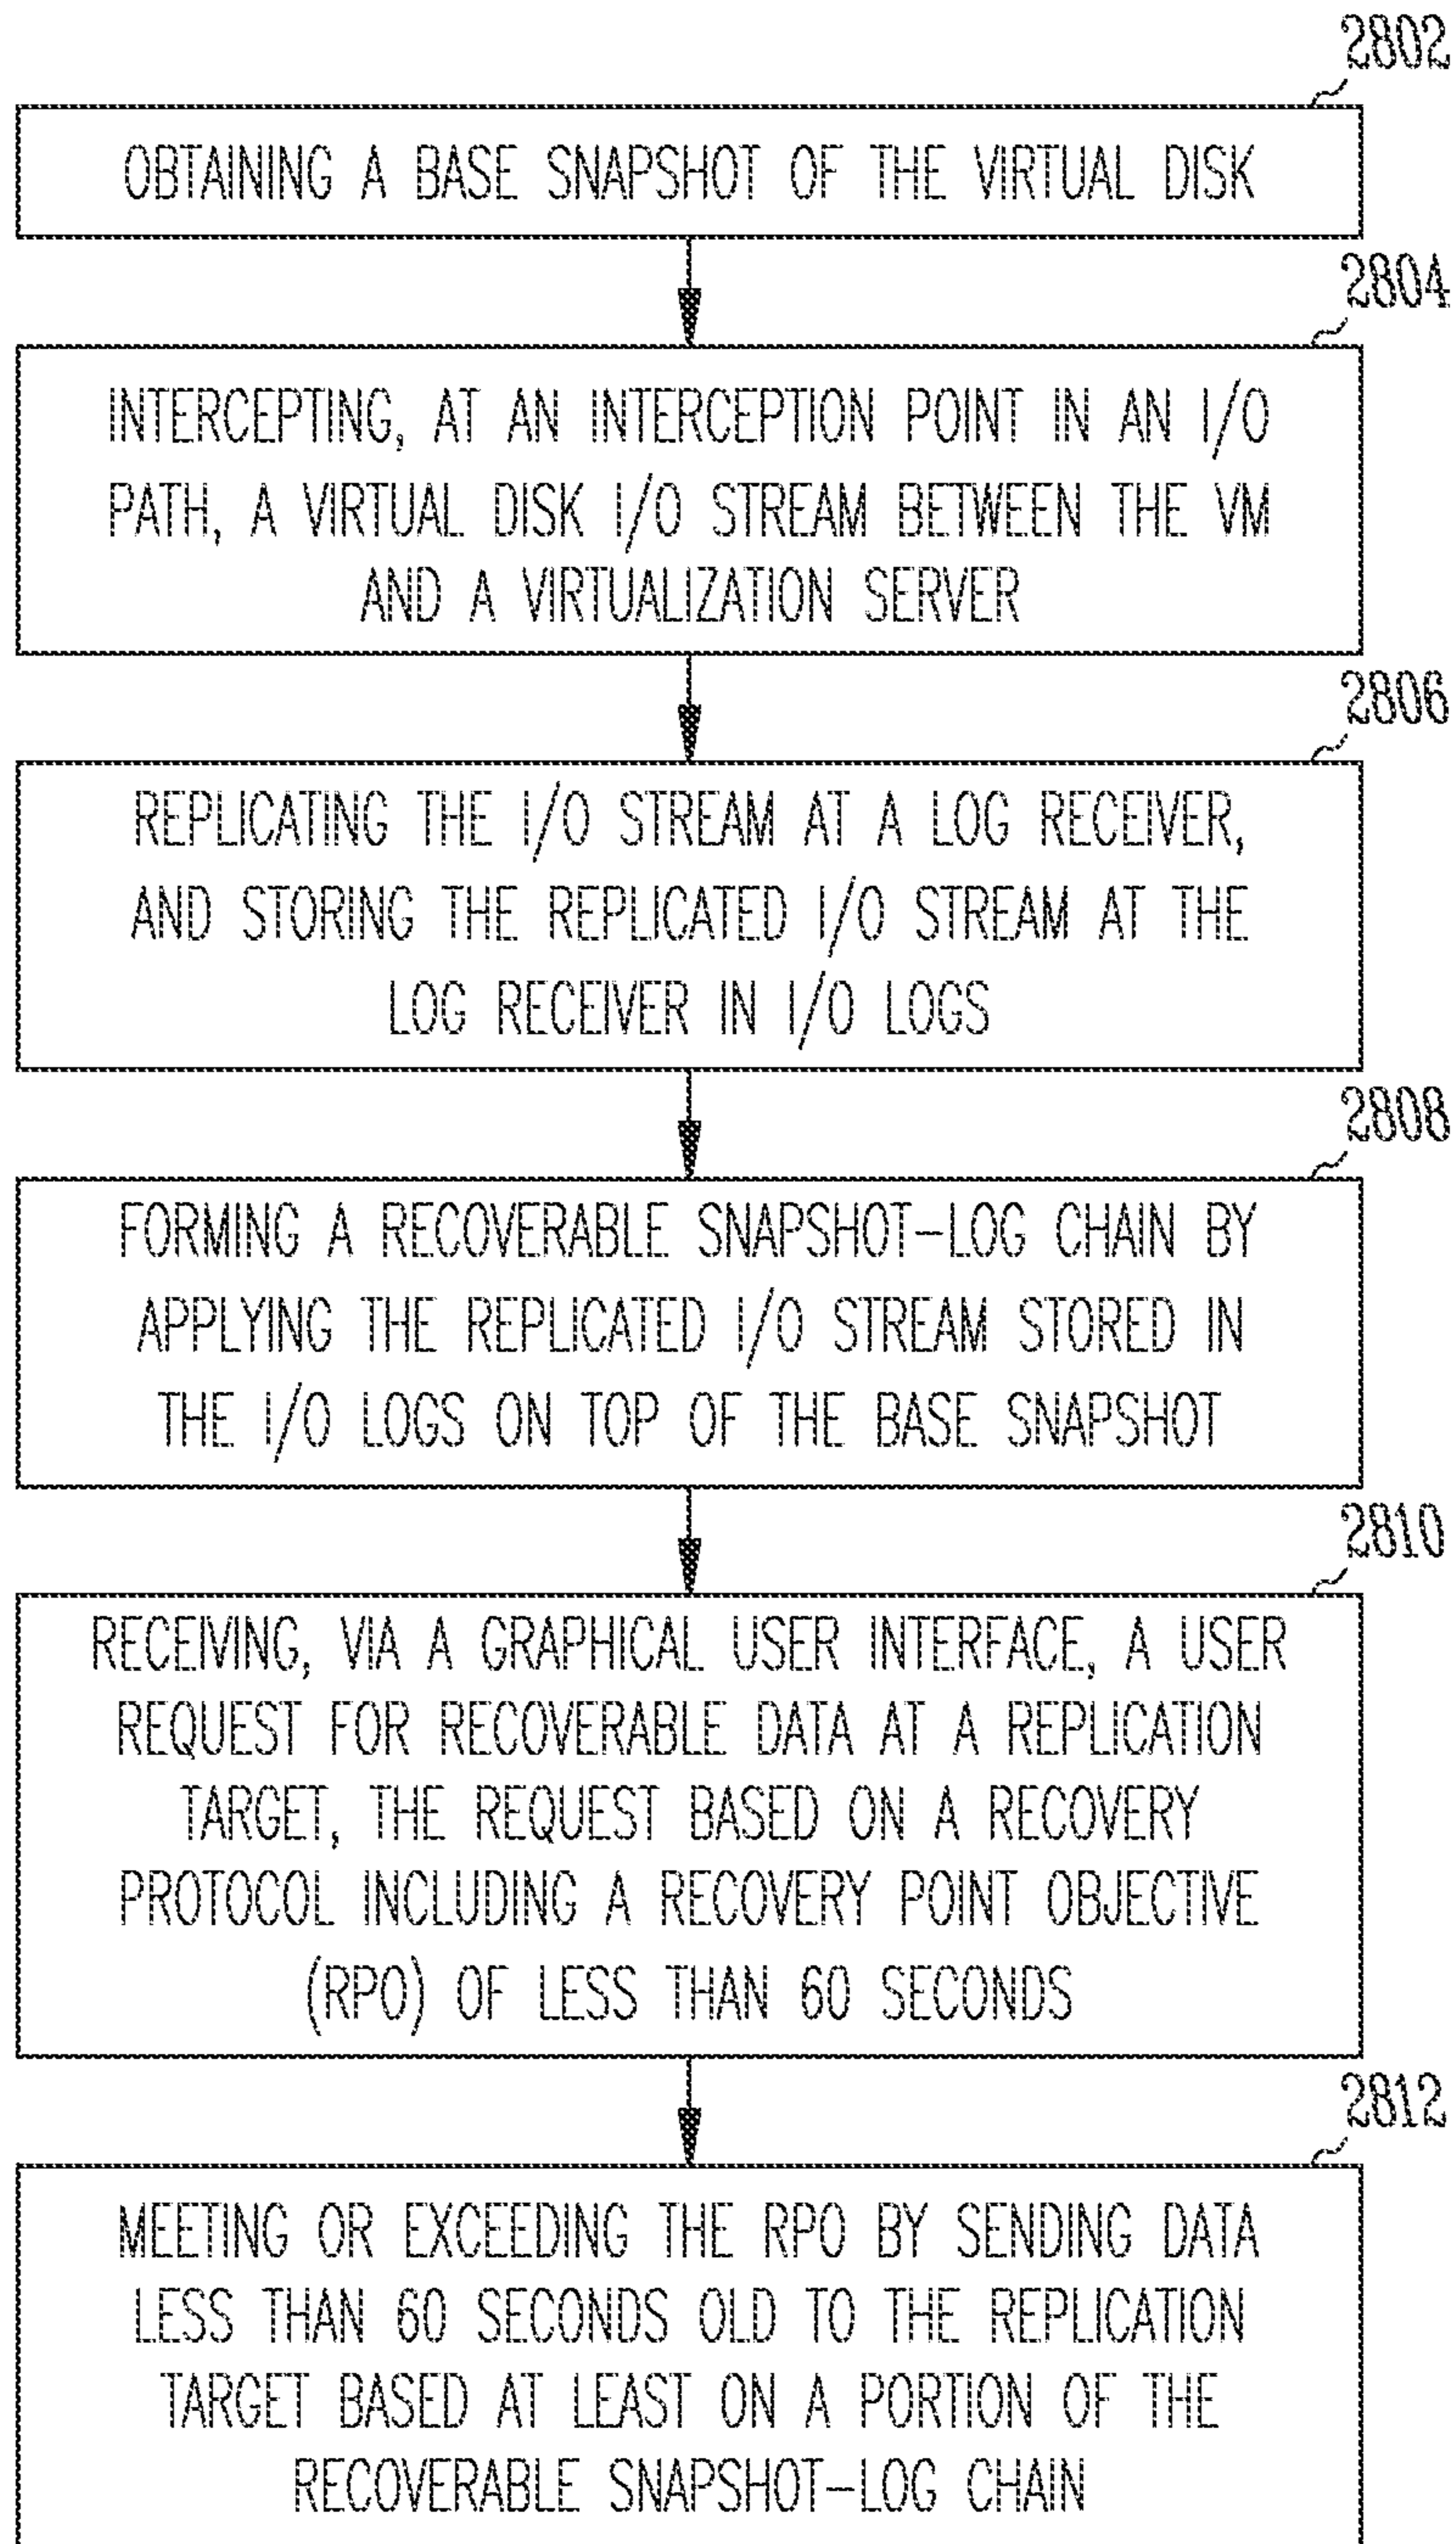 2802
OBTAINING A BASE SNAPSHOT OF THE VIRTUAL DISK
2804
INTERCEPTING, AT AN INTERCEPTION POINT IN AN I/O
PATH, A VIRTUAL DISK I/O STREAM BETWEEN THE VM
AND A VIRTUALIZATION SERVER
2806
REPLICATING THE I/O STREAM AT A LOG RECEIVER,
AND STORING THE REPLICATED I/O STREAM AT THE
LOG RECEIVER IN I/O LOGS
2808
FORMING A RECOVERABLE SNAPSHOT-LOG CHAIN BY
APPLYING THE REPLICATED I/O STREAM STORED IN
THE I/O LOGS ON TOP OF THE BASE SNAPSHOT
2810
RECEIVING, VIA A GRAPHICAL USER INTERFACE, A USER
REQUEST FOR RECOVERABLE DATA AT A REPLICATION
TARGET, THE REQUEST BASED ON A RECOVERY
PROTOCOL INCLUDING A RECOVERY POINT OBJECTIVE
(RPO) OF LESS THAN 60 SECONDS
2812
MEETING OR EXCEEDING THE RPO BY SENDING DATA
LESS THAN 60 SECONDS OLD TO THE REPLICATION
TARGET BASED AT LEAST ON A PORTION OF THE
RECOVERABLE SNAPSHOT-LOG CHAIN